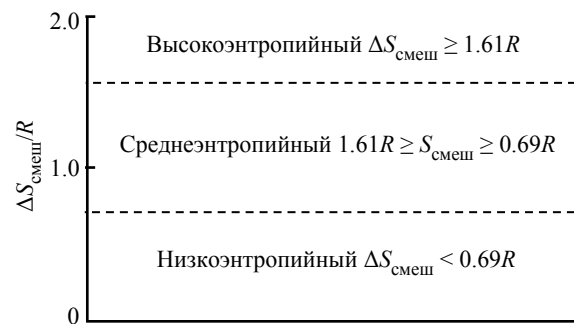 2.0
Высокоэнтропийный ΔSсмеш ≥ 1.61R
Среднеэнтропийный 1.61R ≥ Sсмеш ≥ 0.69R
1.0
ΔSсмеш/R
Низкоэнтропийный ΔSсмеш < 0.69R
0